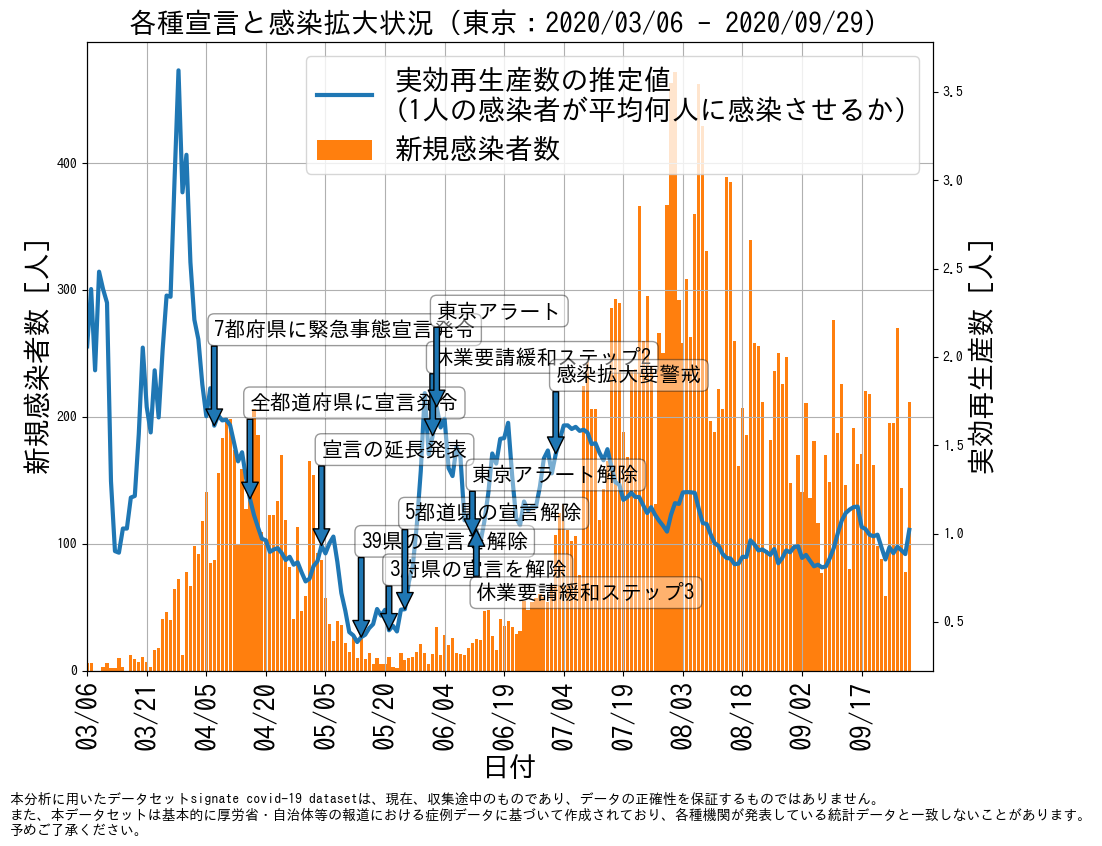 各種宣言と感染拡大状況 (東京：2020/03/06 - 2020/09/29)
実効再生産数の推定値
(1人の感染者が平均何人に感染させるか)
新規感染者数
新規感染者数 [人]
400
300
200
100
0
3.5
3.0
2.5
2.0
1.5
1.0
0.5
実効再生産数 [人]
東京アラート
7都府県に緊急事態宣言発令
休業要請緩和ステップ2
感染拡大要警戒
全都道府県に宣言発令
宣言の延長発表
東京アラート解除
5都道県の宣言解除
39県の宣言を解除
3府県の宣言を解除
休業要請緩和ステップ3
03/06
03/21
04/05
04/20
05/05
05/20
06/04
06/19
07/04
07/19
08/03
08/18
09/02
09/17
日付
本分析に用いたデータセットsignate covid-19 datasetは、現在、収集途中のものであり、データの正確性を保証するものではありません。
また、本データセットは基本的に厚労省・自治体等の報道における症例データに基づいて作成されており、各種機関が発表している統計データと一致しないことがあります。
予めご了承ください。